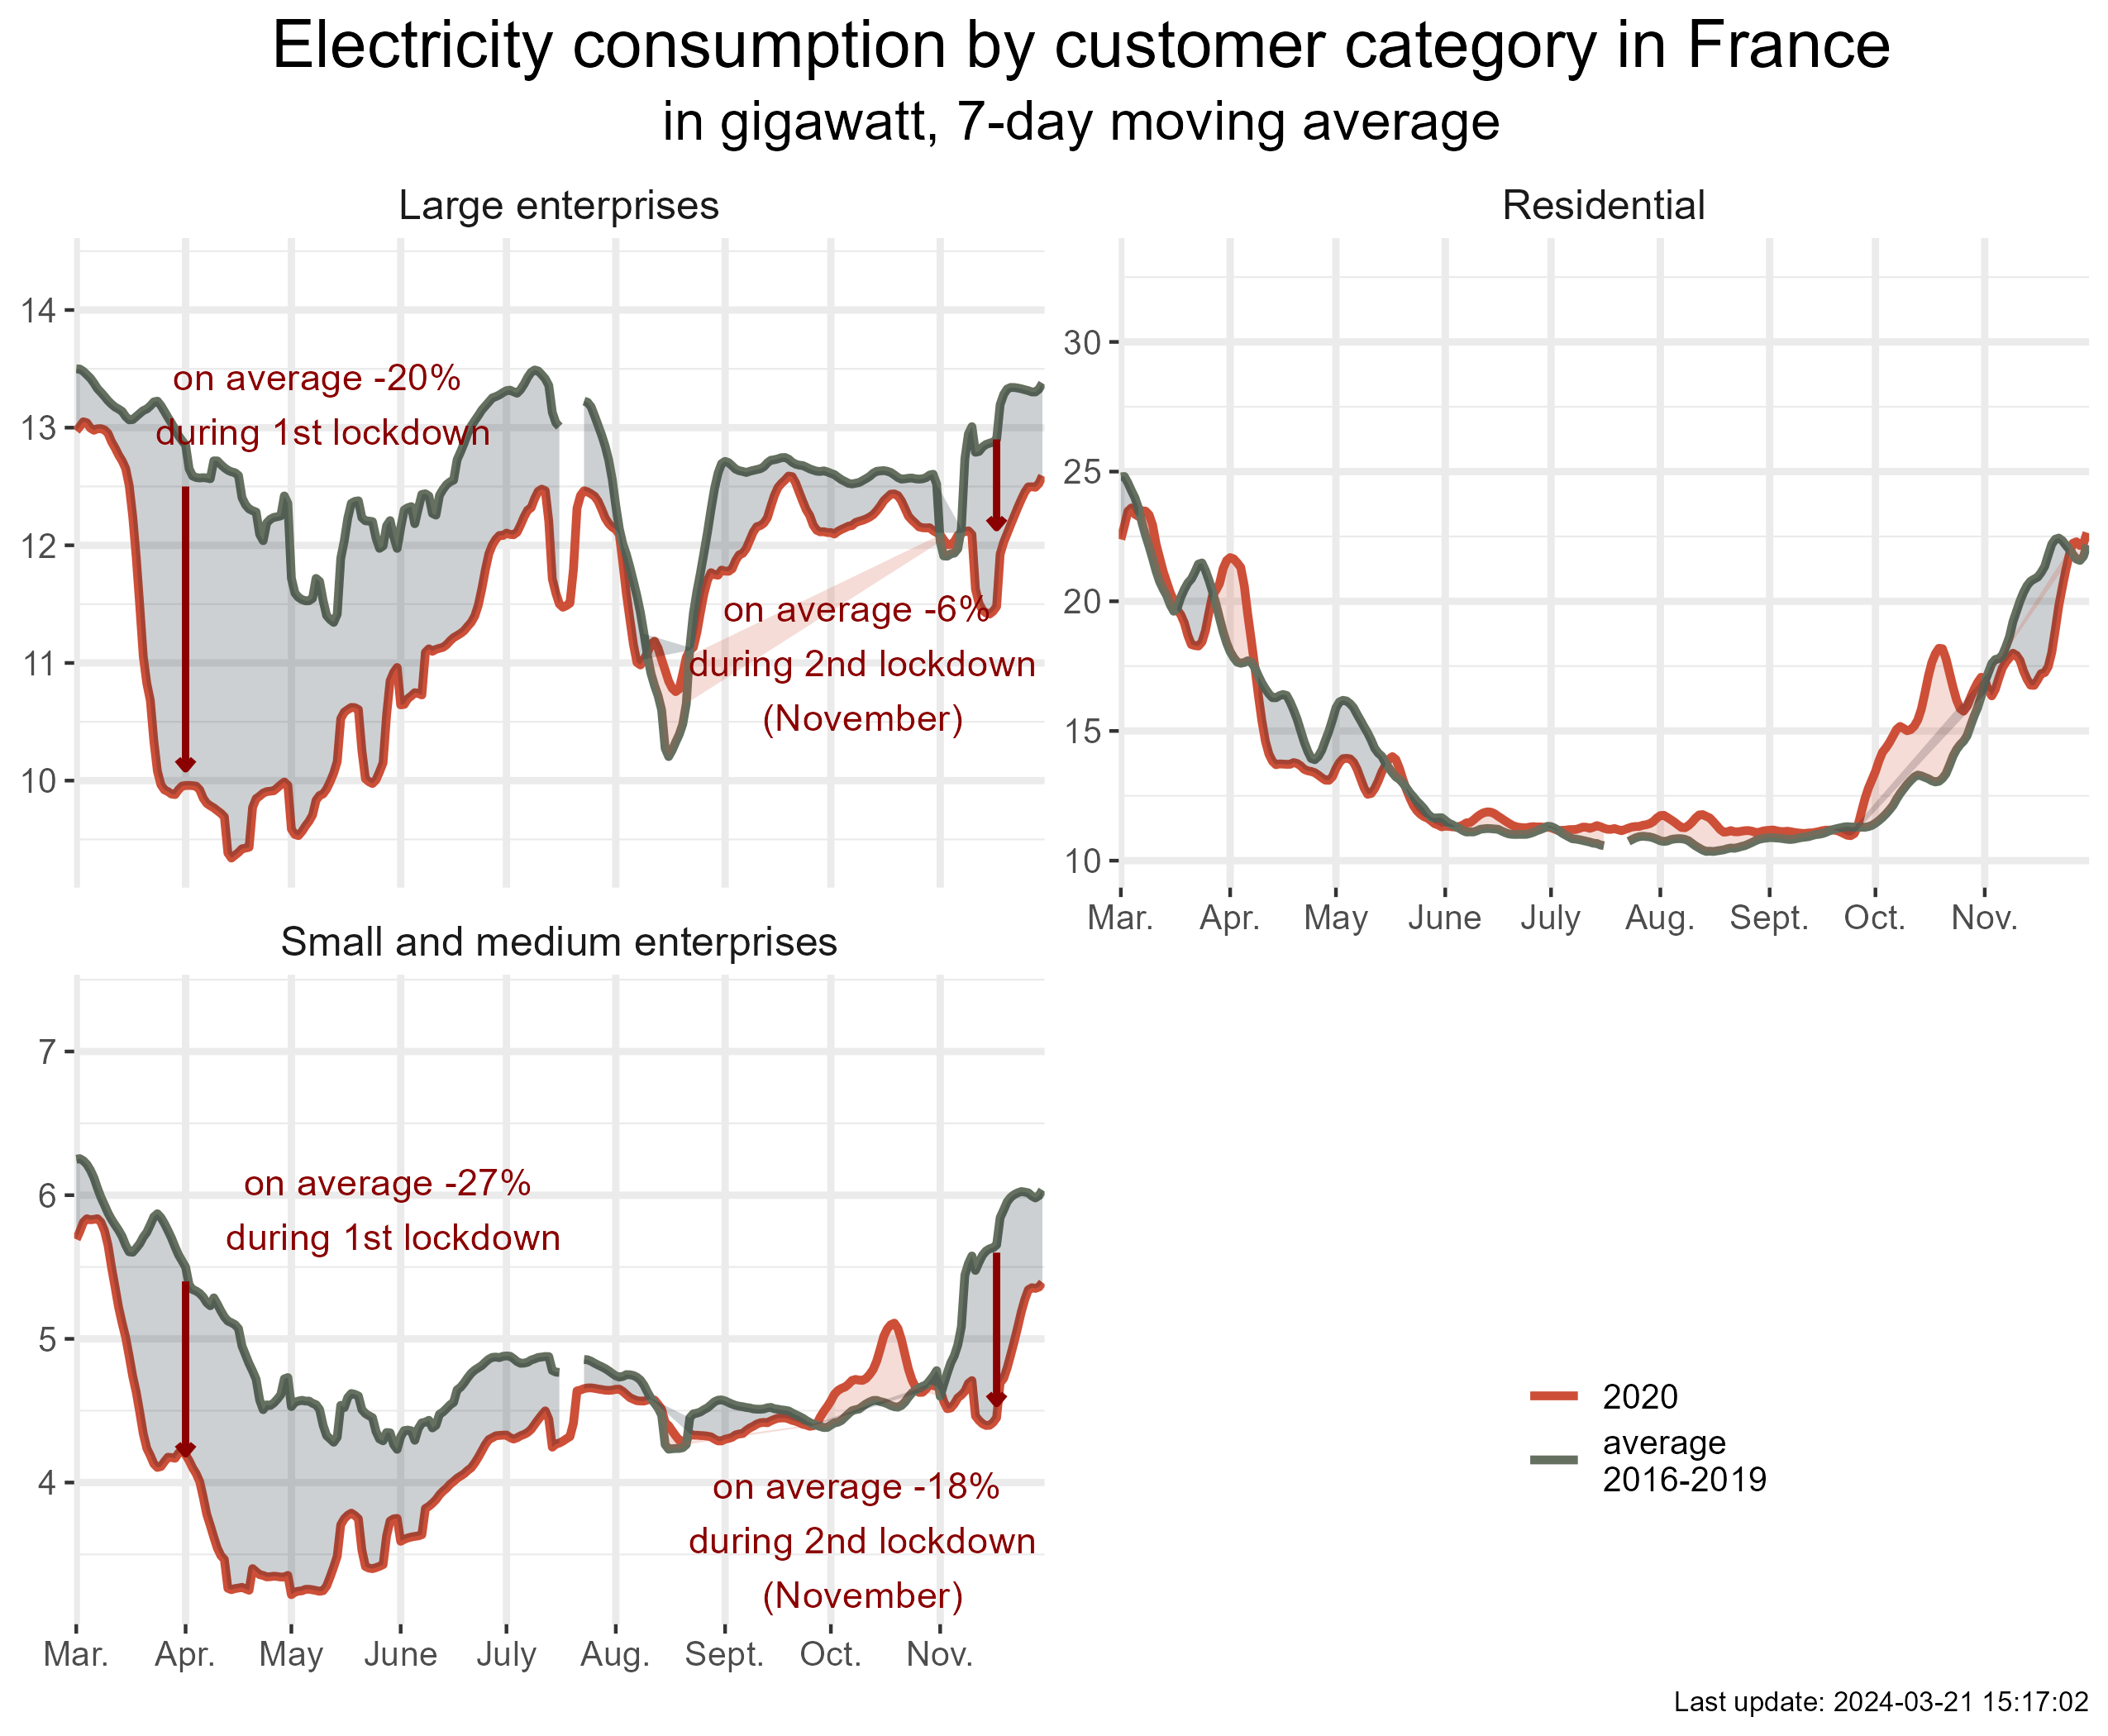 Electricity consumption by customer category in France
in gigawatt, 7-day moving average
Large enterprises
14
13
12
11
10
on average -20%
during 1st lockdown
on average -6%
during 2nd lockdown
(November)
Residential
30
25
20
15
10
Mar. Apr. May June July Aug. Sept. Oct. Nov.
Small and medium enterprises
7
6
5
4
on average -27%
during 1st lockdown
on average -18%
during 2nd lockdown
(November)
Mar. Apr. May June July Aug. Sept. Oct. Nov.
2020
average
2016-2019
Last update: 2024-03-21 15:17:02